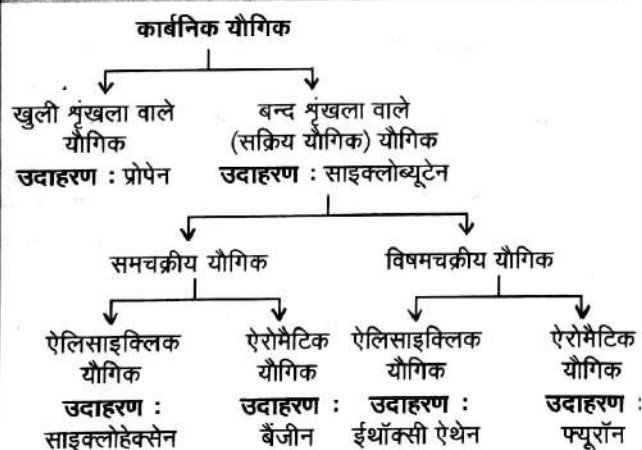 कार्बनिक यौगिक
खुली शृंखला वाले
यौगिक
उदाहरण : प्रोपेन
बन्द शृंखला वाले
(सक्रिय यौगिक) यौगिक
उदाहरण : साइक्लोब्यूटेन
समचक्रीय यौगिक
विषमचक्रीय यौगिक
ऐलिसाइक्लिक
यौगिक
उदाहरण :
साइक्लोहेक्सेन
ऐरोमैटिक
यौगिक
उदाहरण :
बैंजीन
ऐलिसाइक्लिक
यौगिक
उदाहरण :
ईथॉक्सी ऐथेन
ऐरोमैटिक
यौगिक
उदाहरण :
फ्यूरॉन